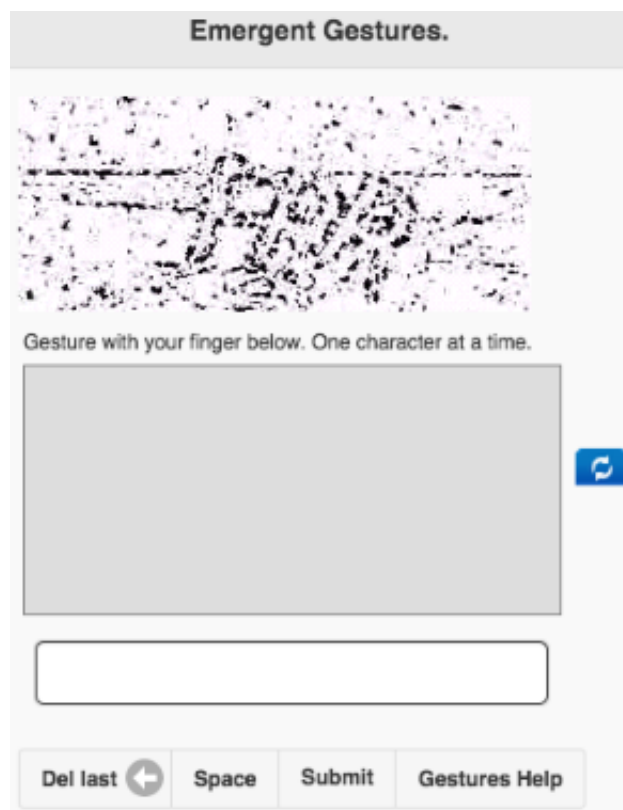 Emergent Gestures.
Gesture with your finger below. One character at a time.
Del last
Space
Submit
Gestures Help